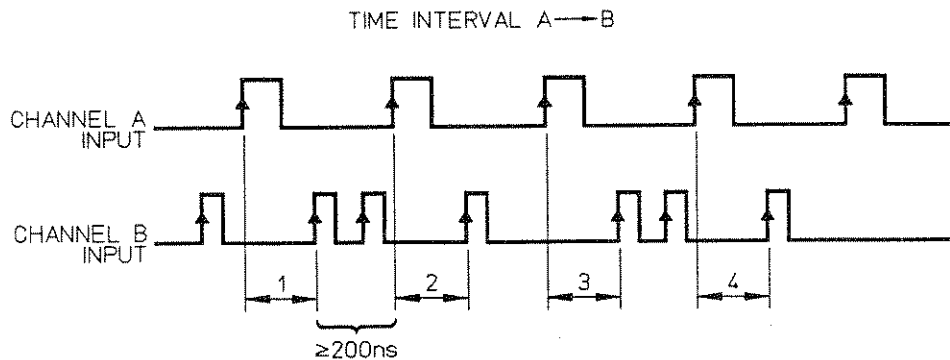 TIME INTERVAL A→B
CHANNEL A
INPUT
CHANNEL B
INPUT
1
2
3
4
≥200ns